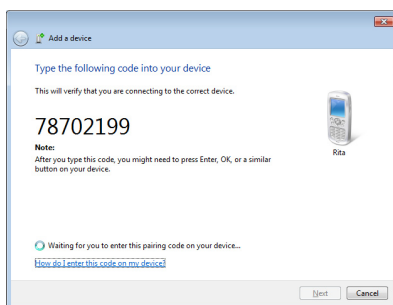 Add a device
Type the following code into your device
This will verify that you are connecting to the correct device.
78702199
Note:
After you type this code, you might need to press Enter, OK, or a similar
button on your device.
Rita
Waiting for you to enter this pairing code on your device...
How do I enter this code on my device?
Next Cancel